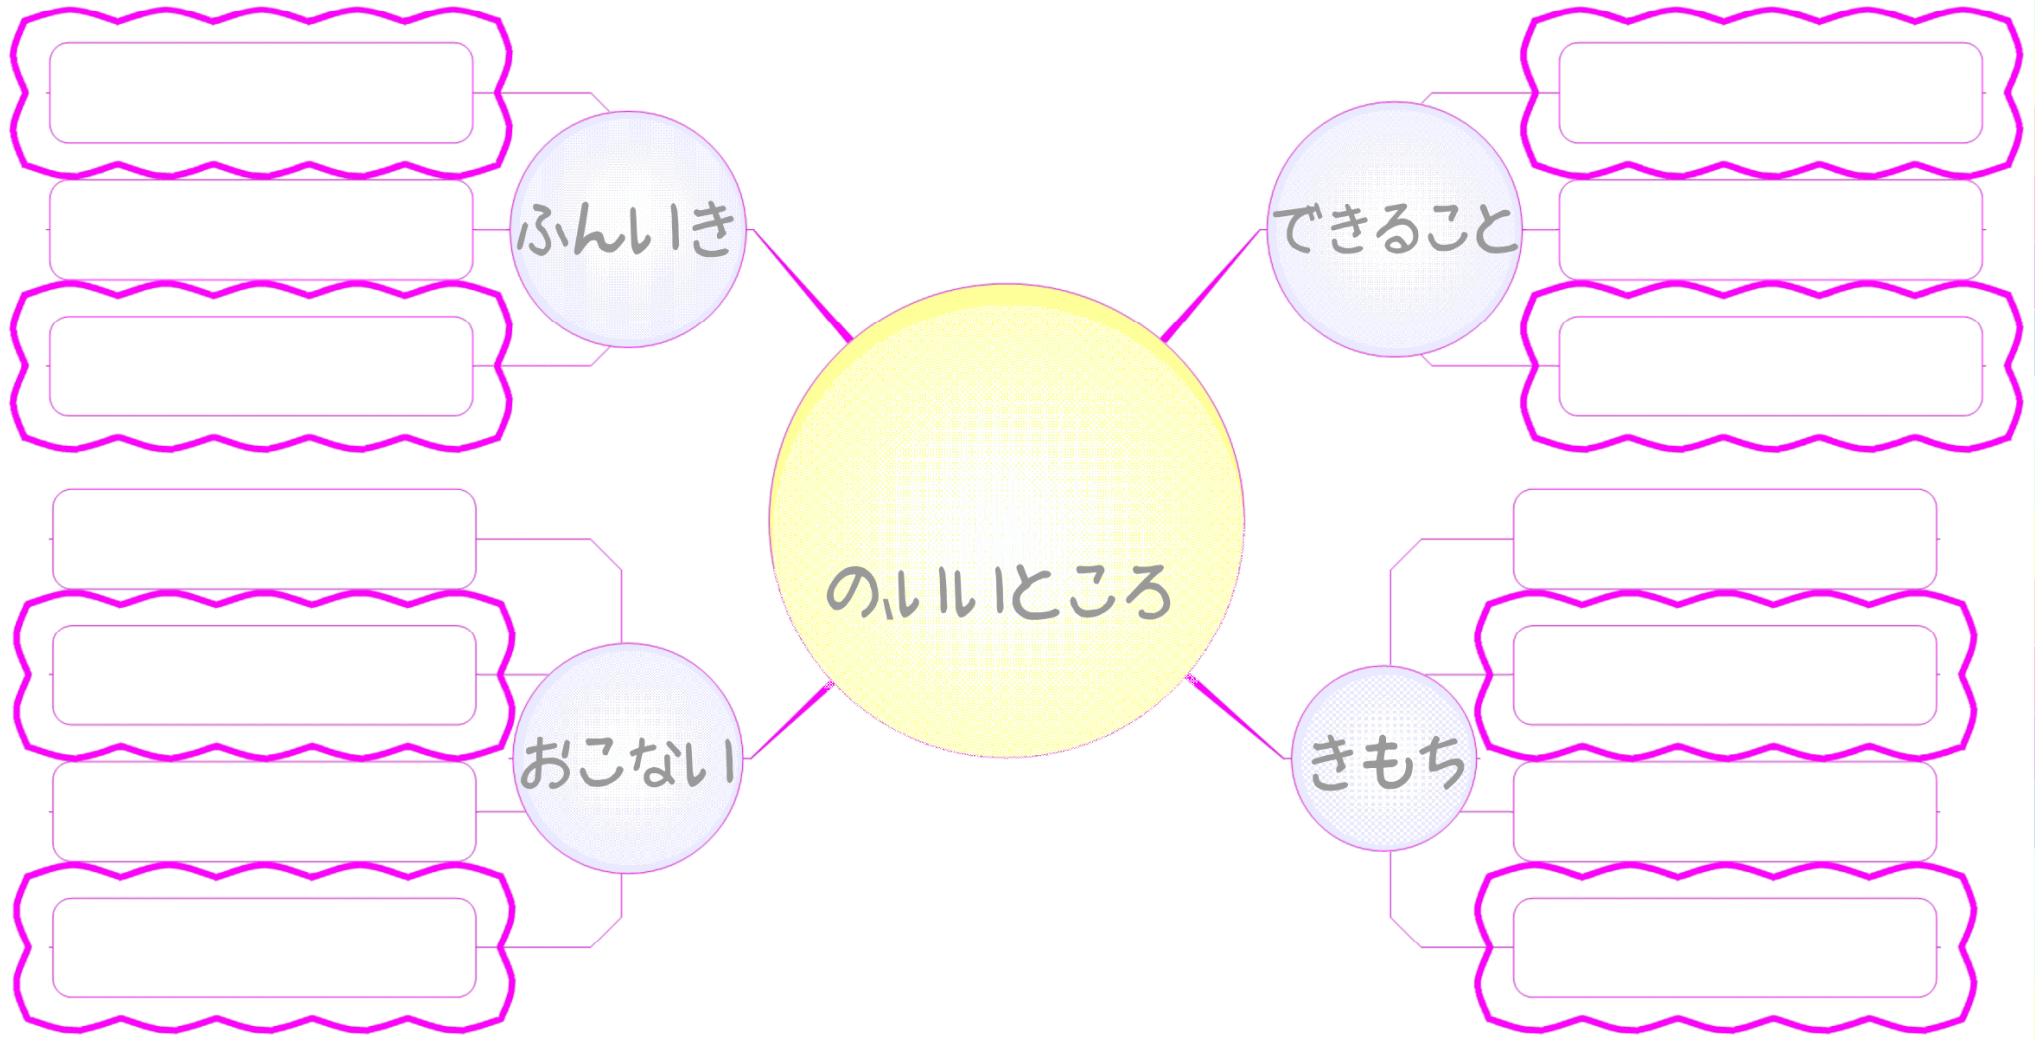 ふんいき
できること
の、いいところ
おこない
きもち